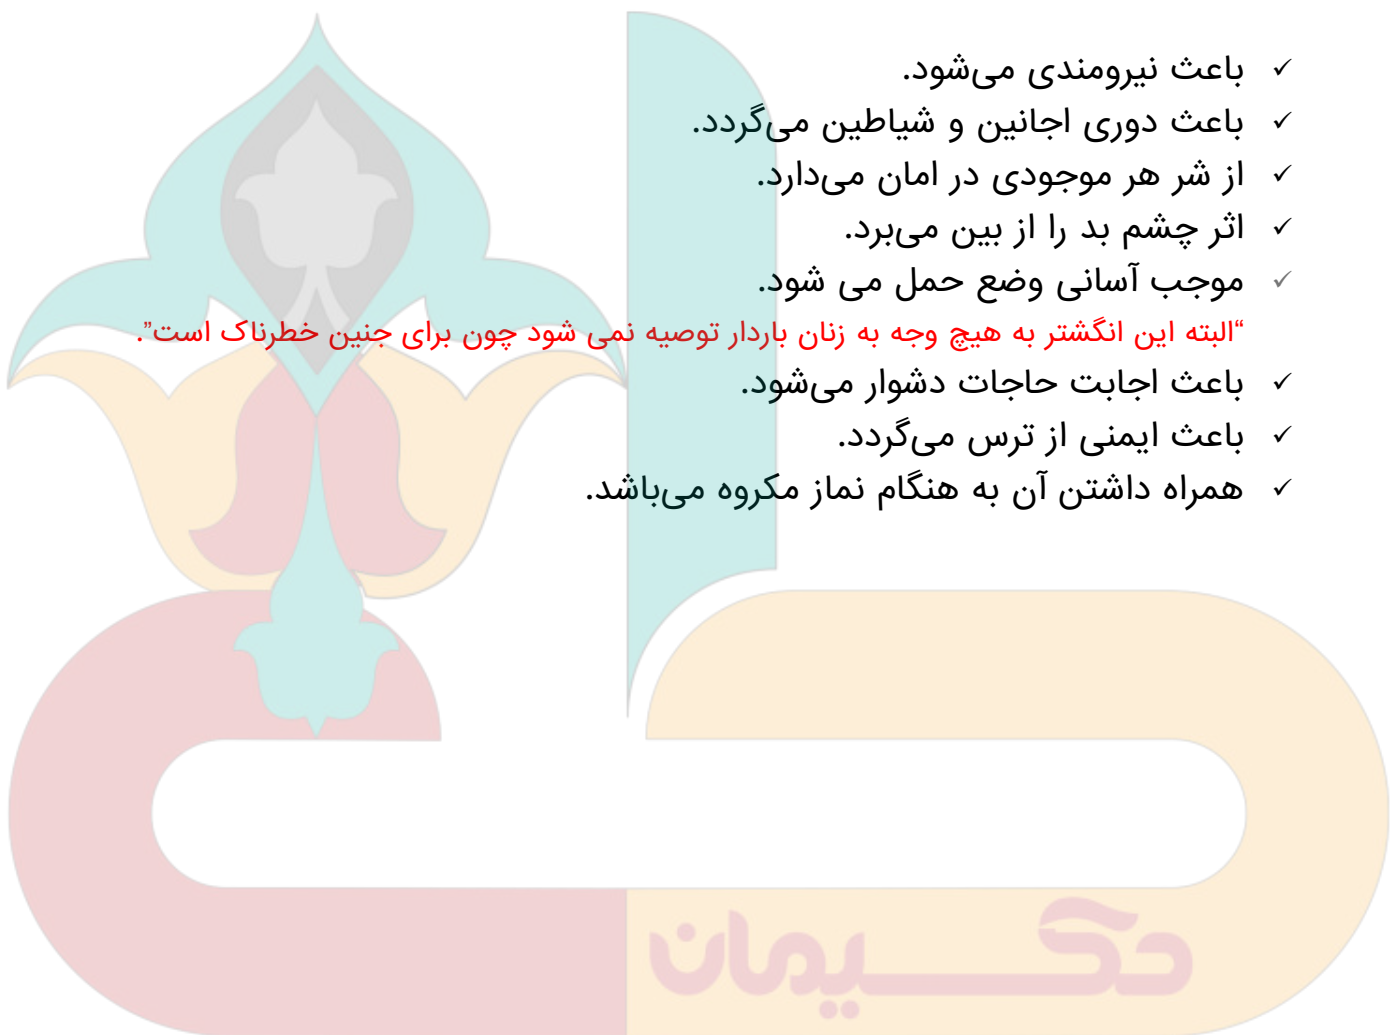 ✓ باعث نیرومندی می‌شود.
✓ باعث دوری اجانین و شیاطین می‌گردد.
✓ از شر هر موجودی در امان می‌دارد.
✓ اثر چشم بد را از بین می‌برد.
✓ موجب آسانی وضع حمل می شود.
“البته این انگشتر به هیچ وجه به زنان باردار توصیه نمی شود چون برای جنین خطرناک است”.
✓ باعث اجابت حاجات دشوار می‌شود.
✓ باعث ایمنی از ترس می‌گردد.
✓ همراه داشتن آن به هنگام نماز مکروه می‌باشد.
حکیمان